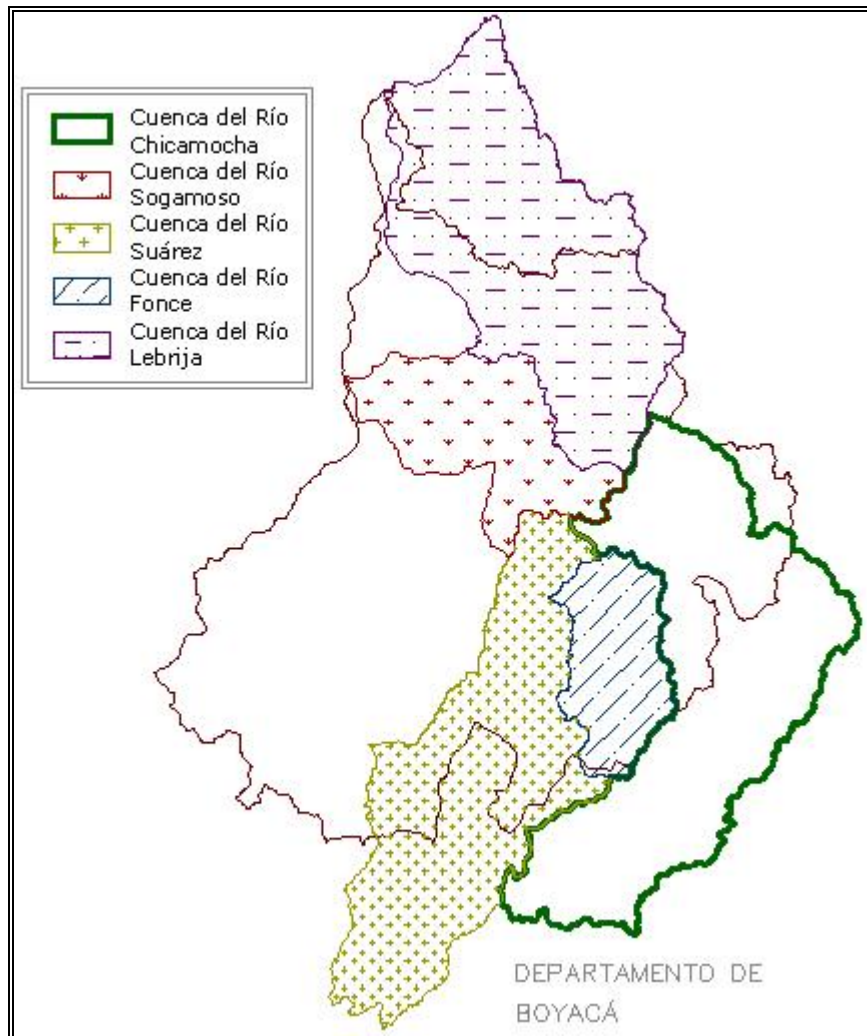 Cuenca del Río
Chicamocha
Cuenca del Río
Sogamoso
Cuenca del Río
Suárez
Cuenca del Río
Fonce
Cuenca del Río
Lebrija
DEPARTAMENTO DE
BOYACÁ